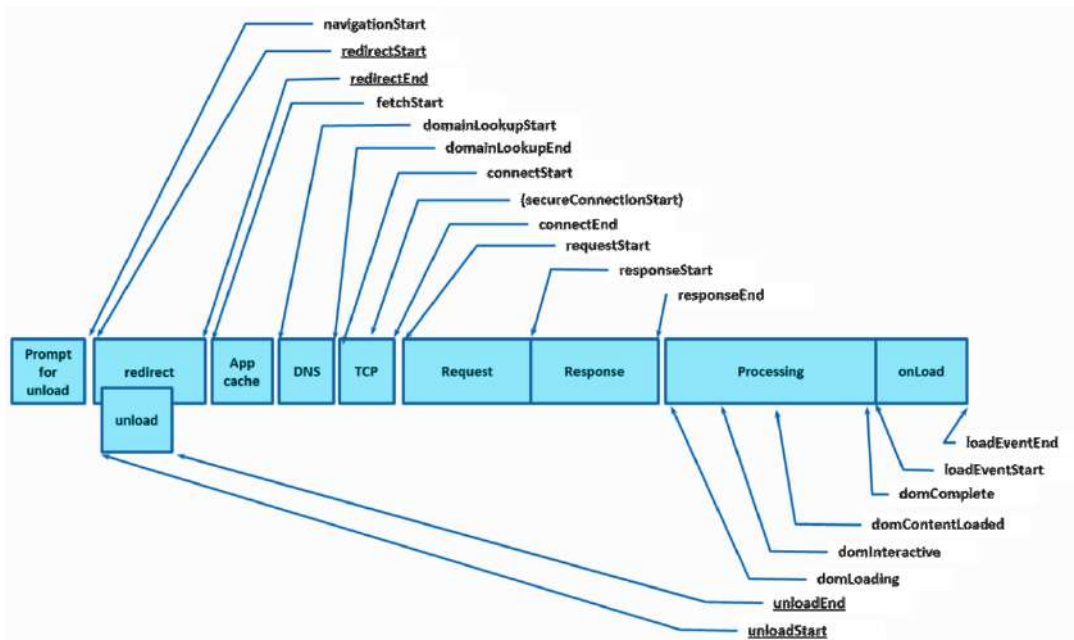 navigationStart
redirectStart
redirectEnd
fetchStart
domainLookupStart
domainLookupEnd
connectStart
(secureConnectionStart)
connectEnd
requestStart
responseStart
responseEnd
Prompt
for
unload
redirect
App
cache
DNS
TCP
Request
Response
Processing
onLoad
unload
loadEventEnd
loadEventStart
domComplete
domContentLoaded
domInteractive
domLoading
unloadEnd
unloadStart